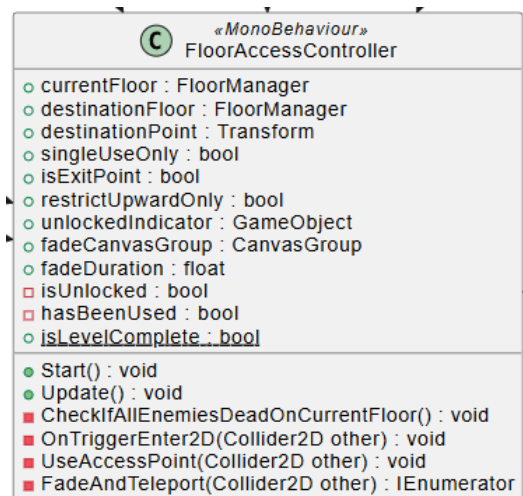 «MonoBehaviour»
C FloorAccessController
currentFloor : FloorManager
destinationFloor : FloorManager
destinationPoint : Transform
singleUseOnly : bool
isExitPoint : bool
restrictUpwardOnly : bool
unlockedIndicator : GameObject
fadeCanvasGroup : CanvasGroup
fadeDuration : float
isUnlocked : bool
hasBeenUsed : bool
isLevelComplete : bool
Start() : void
Update() : void
CheckIfAllEnemiesDeadOnCurrentFloor() : void
OnTriggerEnter2D(Collider2D other) : void
UseAccessPoint(Collider2D other) : void
FadeAndTeleport(Collider2D other) : IEnumerator